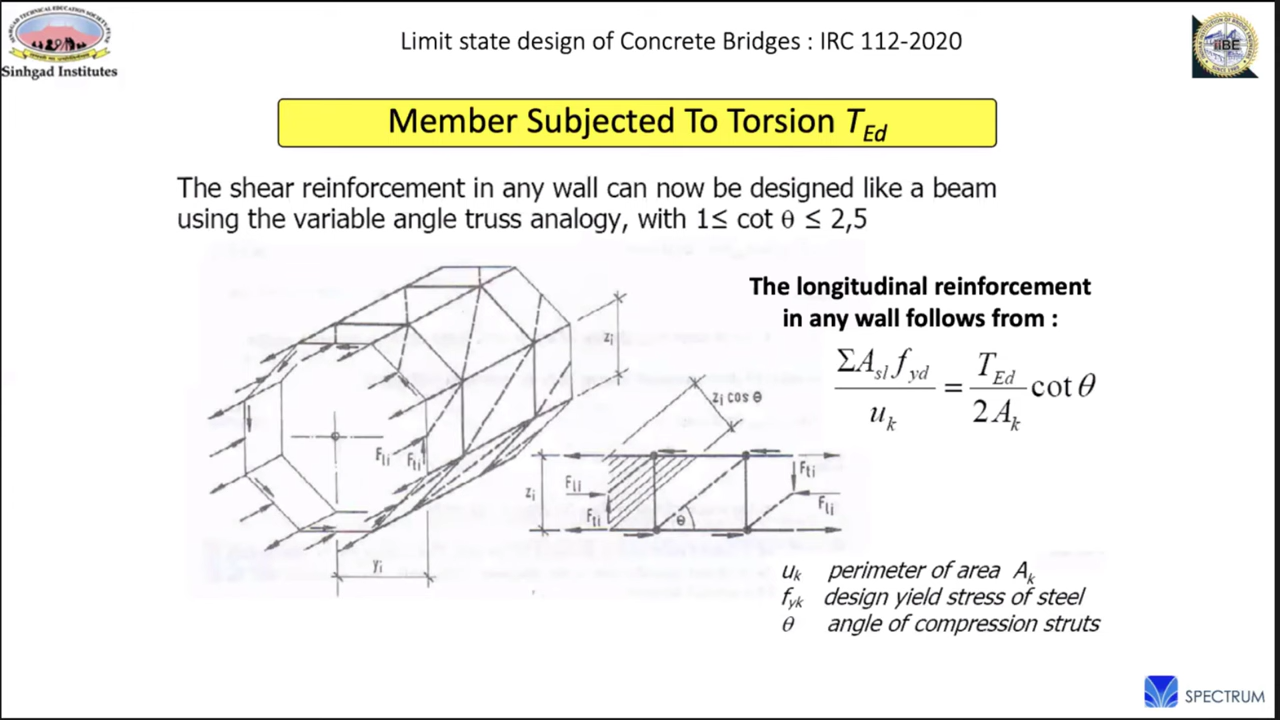 Sinhgad Institutes
Limit state design of Concrete Bridges : IRC 112-2020
iiBE
Member Subjected To Torsion T_Ed
The shear reinforcement in any wall can now be designed like a beam
using the variable angle truss analogy, with 1≤ cot θ ≤ 2,5
The longitudinal reinforcement
in any wall follows from :
ΣA_sl f_yd / u_k = T_Ed / 2 A_k cot θ
z_i
z_i cos θ
F_li F_ti
z_i
F_li
F_ti
θ
F_ti
F_li
y_i
u_k perimeter of area A_k
f_yk design yield stress of steel
θ angle of compression struts
SPECTRUM